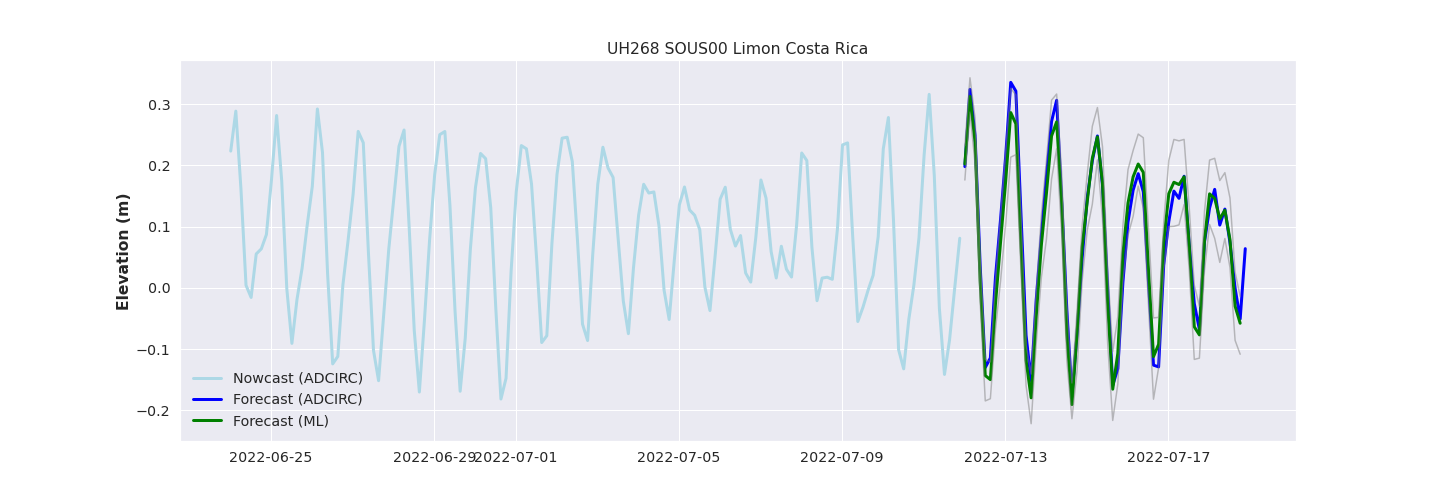 UH268 SOUS00 Limon Costa Rica
Elevation (m)
0.3
0.2
0.1
0.0
−0.1
−0.2
Nowcast (ADCIRC)
Forecast (ADCIRC)
Forecast (ML)
2022-06-25 2022-06-29 2022-07-01 2022-07-05 2022-07-09 2022-07-13 2022-07-17